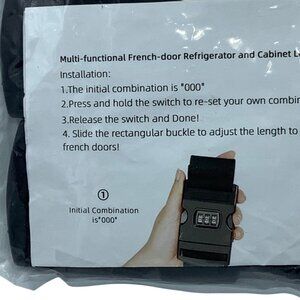 Multi-functional French-door Refrigerator and Cabinet L
Installation:
1.The initial combination is "000"
2.Press and hold the switch to re-set your own combin
3.Release the switch and Done!
4. Slide the rectangular buckle to adjust the length to
french doors!
①
Initial Combination
is"000"